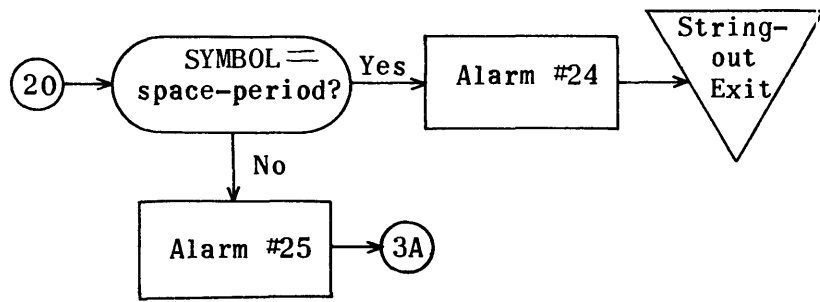 20
SYMBOL =
space-period?
Yes
Alarm #24
String-
out
Exit
No
Alarm #25
3A